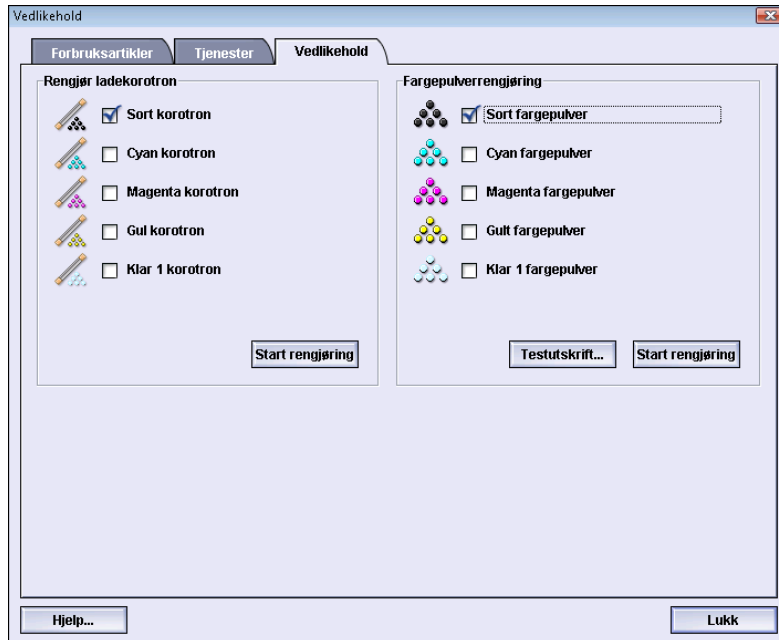 Vedlikehold
Forbruksartikler
Tjenester
Vedlikehold
Rengjør ladekorotron
Sort korotron
Cyan korotron
Magenta korotron
Gul korotron
Klar 1 korotron
Start rengjøring
Fargepulverrengjøring
Sort fargepulver
Cyan fargepulver
Magenta fargepulver
Gult fargepulver
Klar 1 fargepulver
Testutskrift...
Start rengjøring
Hjelp...
Lukk